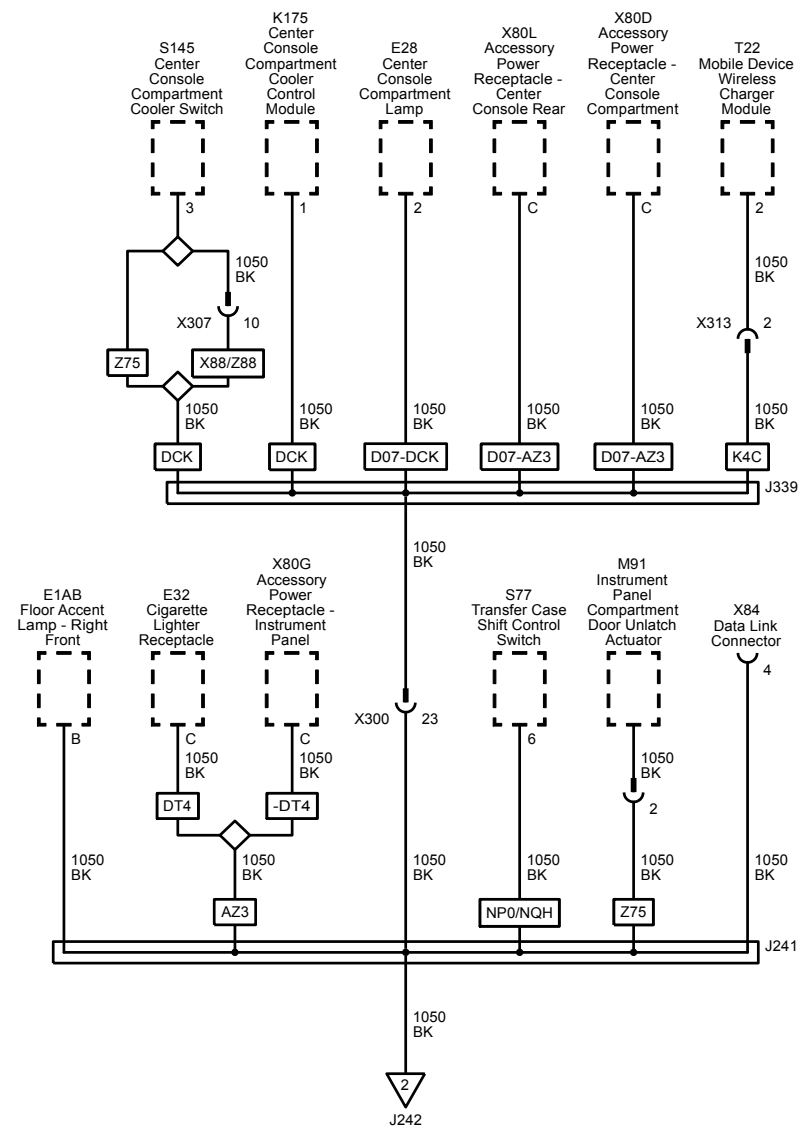 S145
Center
Console
Compartment
Cooler Switch
K175
Center
Console
Compartment
Cooler
Control
Module
E28
Center
Console
Compartment
Lamp
X80L
Accessory
Power
Receptacle -
Center
Console Rear
X80D
Accessory
Power
Receptacle -
Center
Console
Compartment
T22
Mobile Device
Wireless
Charger
Module
3
1
2
C
C
2
1050
BK
1050
BK
X307
10
X313
2
Z75
X88/Z88
1050
BK
1050
BK
1050
BK
1050
BK
1050
BK
1050
BK
DCK
DCK
D07-DCK
D07-AZ3
D07-AZ3
K4C
J339
1050
BK
E1AB
Floor Accent
Lamp - Right
Front
E32
Cigarette
Lighter
Receptacle
X80G
Accessory
Power
Receptacle -
Instrument
Panel
S77
Transfer Case
Shift Control
Switch
M91
Instrument
Panel
Compartment
Door Unlatch
Actuator
X84
Data Link
Connector
4
X300
23
B
C
C
6
1050
BK
1050
BK
1050
BK
DT4
-DT4
2
1050
BK
1050
BK
1050
BK
1050
BK
1050
BK
1050
BK
AZ3
NP0/NQH
Z75
J241
1050
BK
2
J242